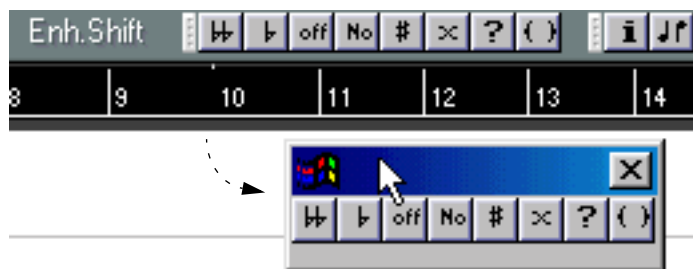 Enh.Shift ♭♭ ♭ off No # x ? ( ) i
8 9 10 11 12 13 14
X
♭♭ ♭ off No # x ? ( )